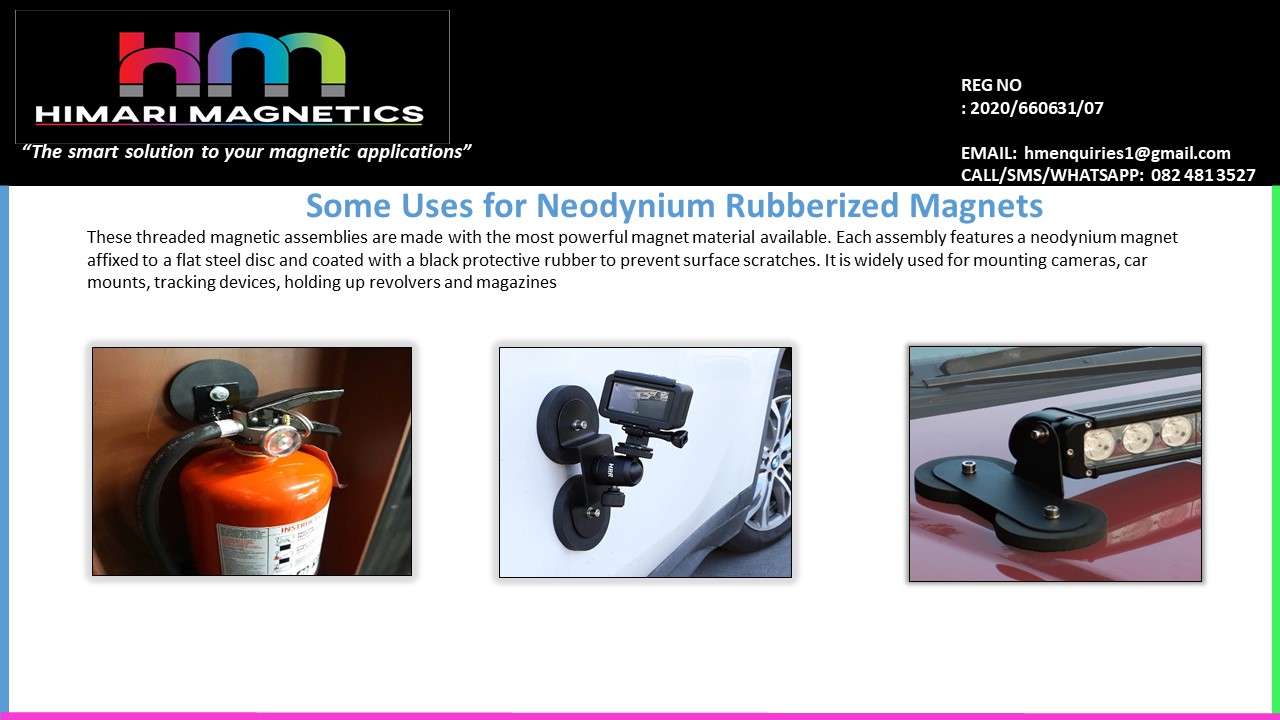 HM
HIMARI MAGNETICS
“The smart solution to your magnetic applications”
REG NO
: 2020/660631/07
EMAIL: hmenquiries1@gmail.com
CALL/SMS/WHATSAPP: 082 481 3527
Some Uses for Neodynium Rubberized Magnets
These threaded magnetic assemblies are made with the most powerful magnet material available. Each assembly features a neodynium magnet
affixed to a flat steel disc and coated with a black protective rubber to prevent surface scratches. It is widely used for mounting cameras, car
mounts, tracking devices, holding up revolvers and magazines